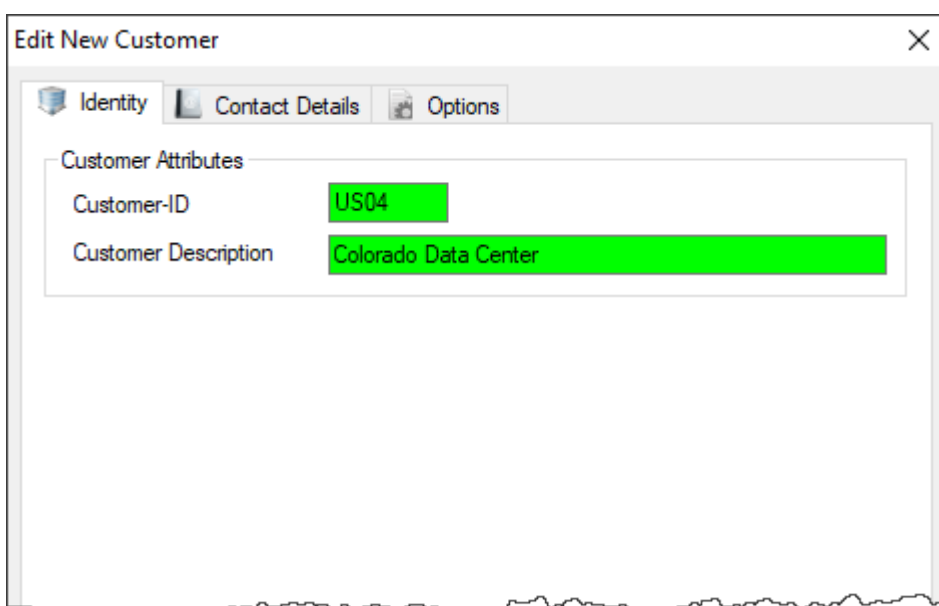 Edit New Customer
Identity Contact Details Options
Customer Attributes
Customer-ID US04
Customer Description Colorado Data Center